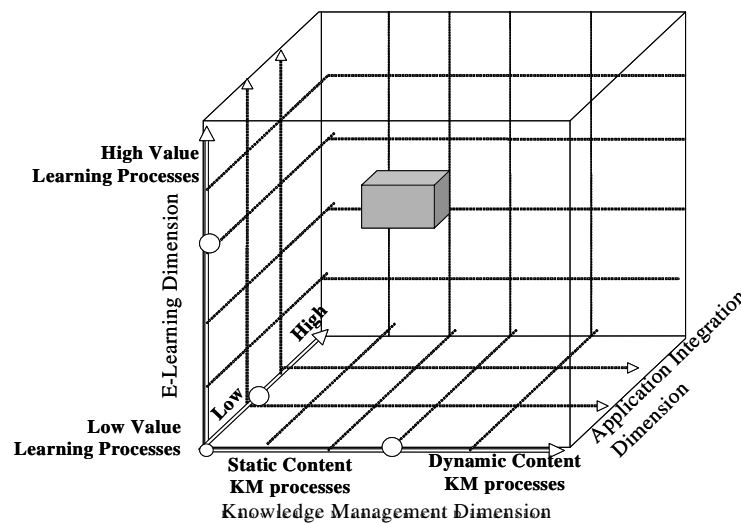 High Value
Learning Processes
E-Learning Dimension
High
Low
Application Integration
Dimension
Low Value
Learning Processes
Static Content
KM processes
Dynamic Content
KM processes
Knowledge Management Dimension